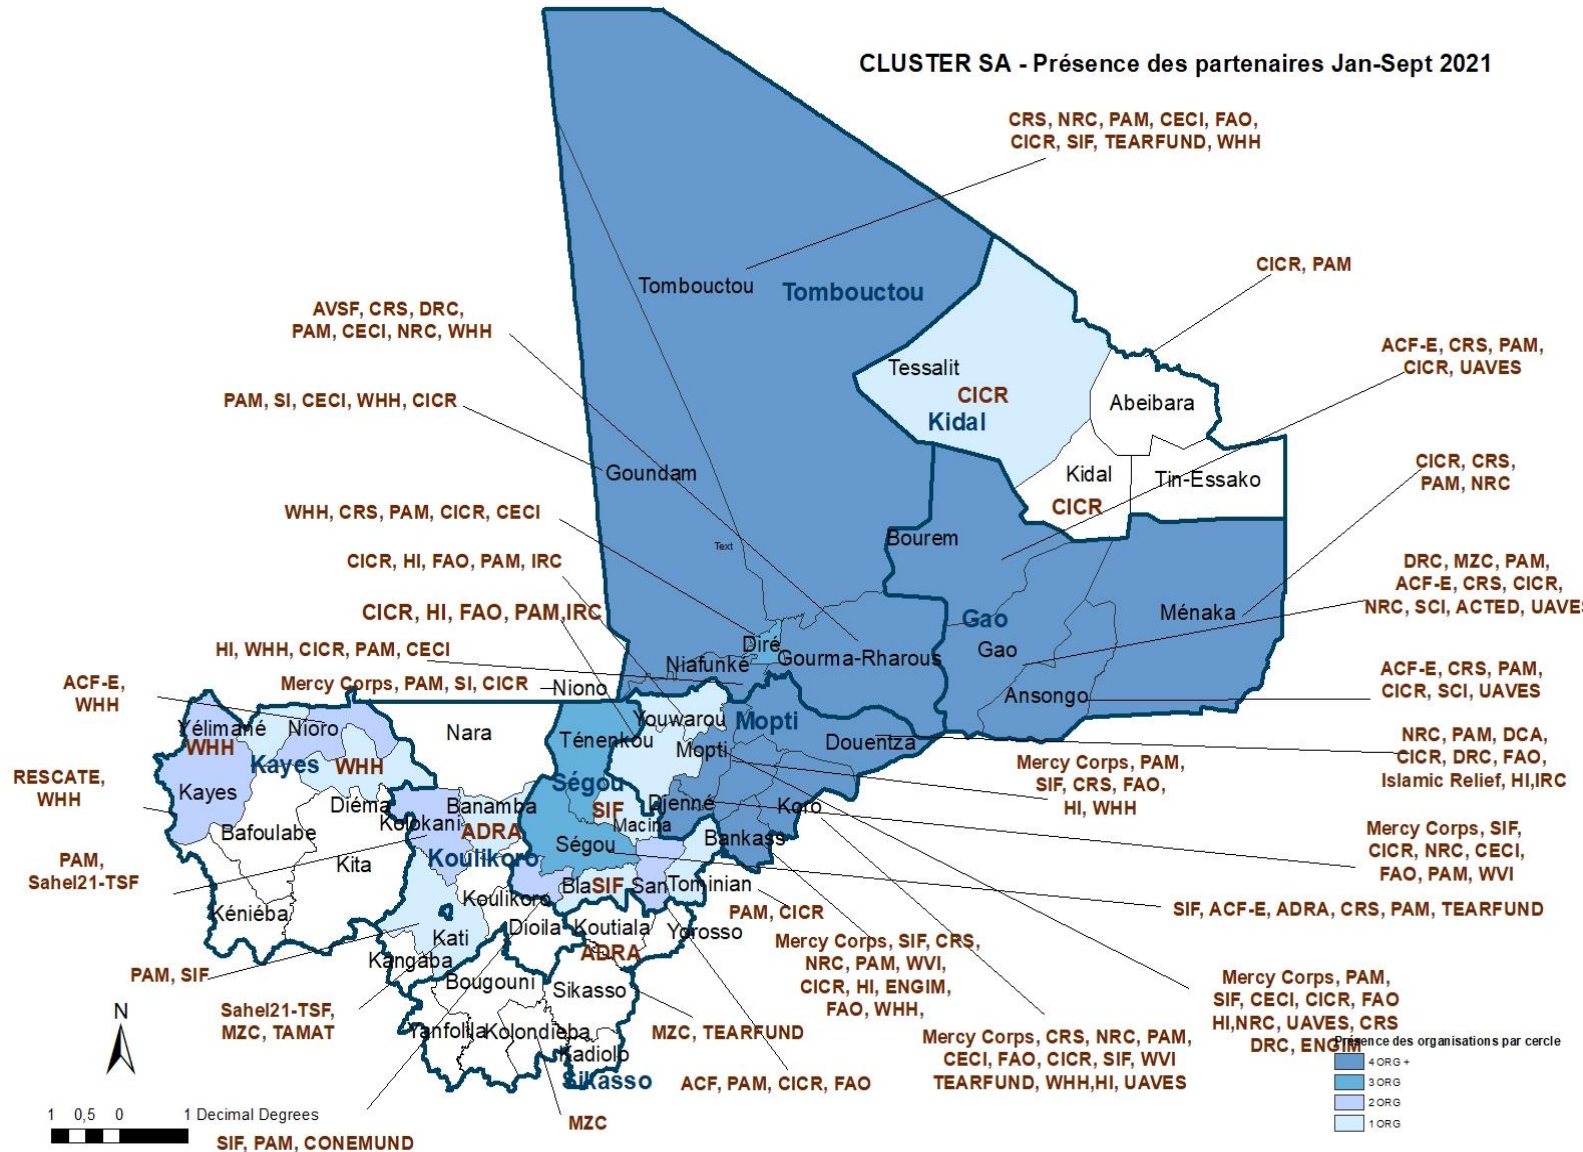 CLUSTER SA - Présence des partenaires Jan-Sept 2021
CRS, NRC, PAM, CECI, FAO,
CICR, SIF, TEARFUND, WHH
CICR, PAM
Tombouctou
Tombouctou
AVSF, CRS, DRC,
PAM, CECI, NRC, WHH
ACF-E, CRS, PAM,
CICR, UAVES
Tessalit
CICR
Kidal
Abeibara
PAM, SI, CECI, WHH, CICR
Goundam
Kidal
CICR
Tin-Essako
CICR, CRS,
PAM, NRC
WHH, CRS, PAM, CICR, CECI
Text
Bourem
CICR, HI, FAO, PAM, IRC
DRC, MZC, PAM,
ACF-E, CRS, CICR,
NRC, SCI, ACTED, UAVES
CICR, HI, FAO, PAM,IRC
Ménaka
Gao
Gao
Diré
Gourma-Rharous
Niafunké
HI, WHH, CICR, PAM, CECI
Mercy Corps, PAM, SI, CICR
Niono
Ansongo
ACF-E, CRS, PAM,
CICR, SCI, UAVES
ACF-E,
WHH
Yélimané
WHH
Nioro
Kayes
WHH
Nara
Youwarou
Mopti
Ténenkou
Mopti
Douentza
NRC, PAM, DCA,
CICR, DRC, FAO,
Islamic Relief, HI,IRC
Mercy Corps, PAM,
SIF, CRS, FAO,
HI, WHH
RESCATE,
WHH
Kayes
Diéma
Ségou
SIF
Macina
Djenné
Koro
Banamba
ADRA
Kolokani
Koulikoro
Bafoulabe
Kita
Ségou
Bankass
Mercy Corps, SIF,
CICR, NRC, CECI,
FAO, PAM, WVI
PAM,
Sahel21-TSF
Bla
SIF
San
Tominian
Koulikoro
Kéniéba
PAM, CICR
SIF, ACF-E, ADRA, CRS, PAM, TEARFUND
Dioila
Koutiala
ADRA
Yorosso
Kati
Kangaba
PAM, SIF
Bougouni
Sikasso
Mercy Corps, SIF, CRS,
NRC, PAM, WVI,
CICR, HI, ENGIM,
FAO, WHH,
Mercy Corps, PAM,
SIF, CECI, CICR, FAO
HI,NRC, UAVES, CRS
DRC, ENGIM
N
Sahel21-TSF,
MZC, TAMAT
Yanfolila
Kolondieba
Kadiolo
Sikasso
MZC, TEARFUND
ACF, PAM, CICR, FAO
Mercy Corps, CRS, NRC, PAM,
CECI, FAO, CICR, SIF, WVI
TEARFUND, WHH,HI, UAVES
MZC
Présence des organisations par cercle
4 ORG +
3 ORG
2 ORG
1 ORG
1 0,5 0 1 Decimal Degrees
SIF, PAM, CONEMUND